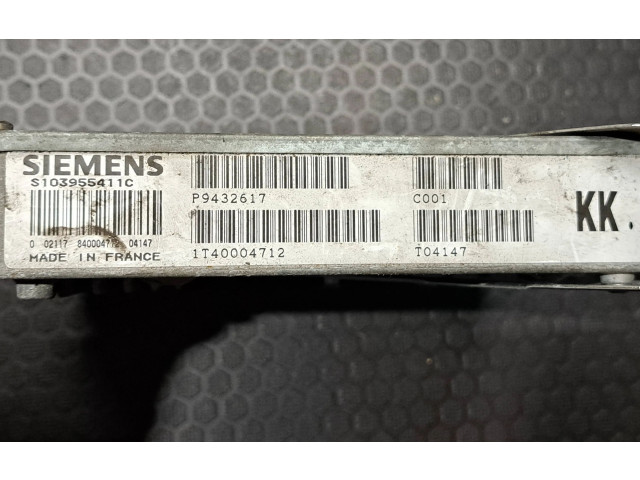 SIEMENS
S103955411C
0 02117 840004712 04147
MADE IN FRANCE
P9432617
1T40004712
C001
T04147
KK.